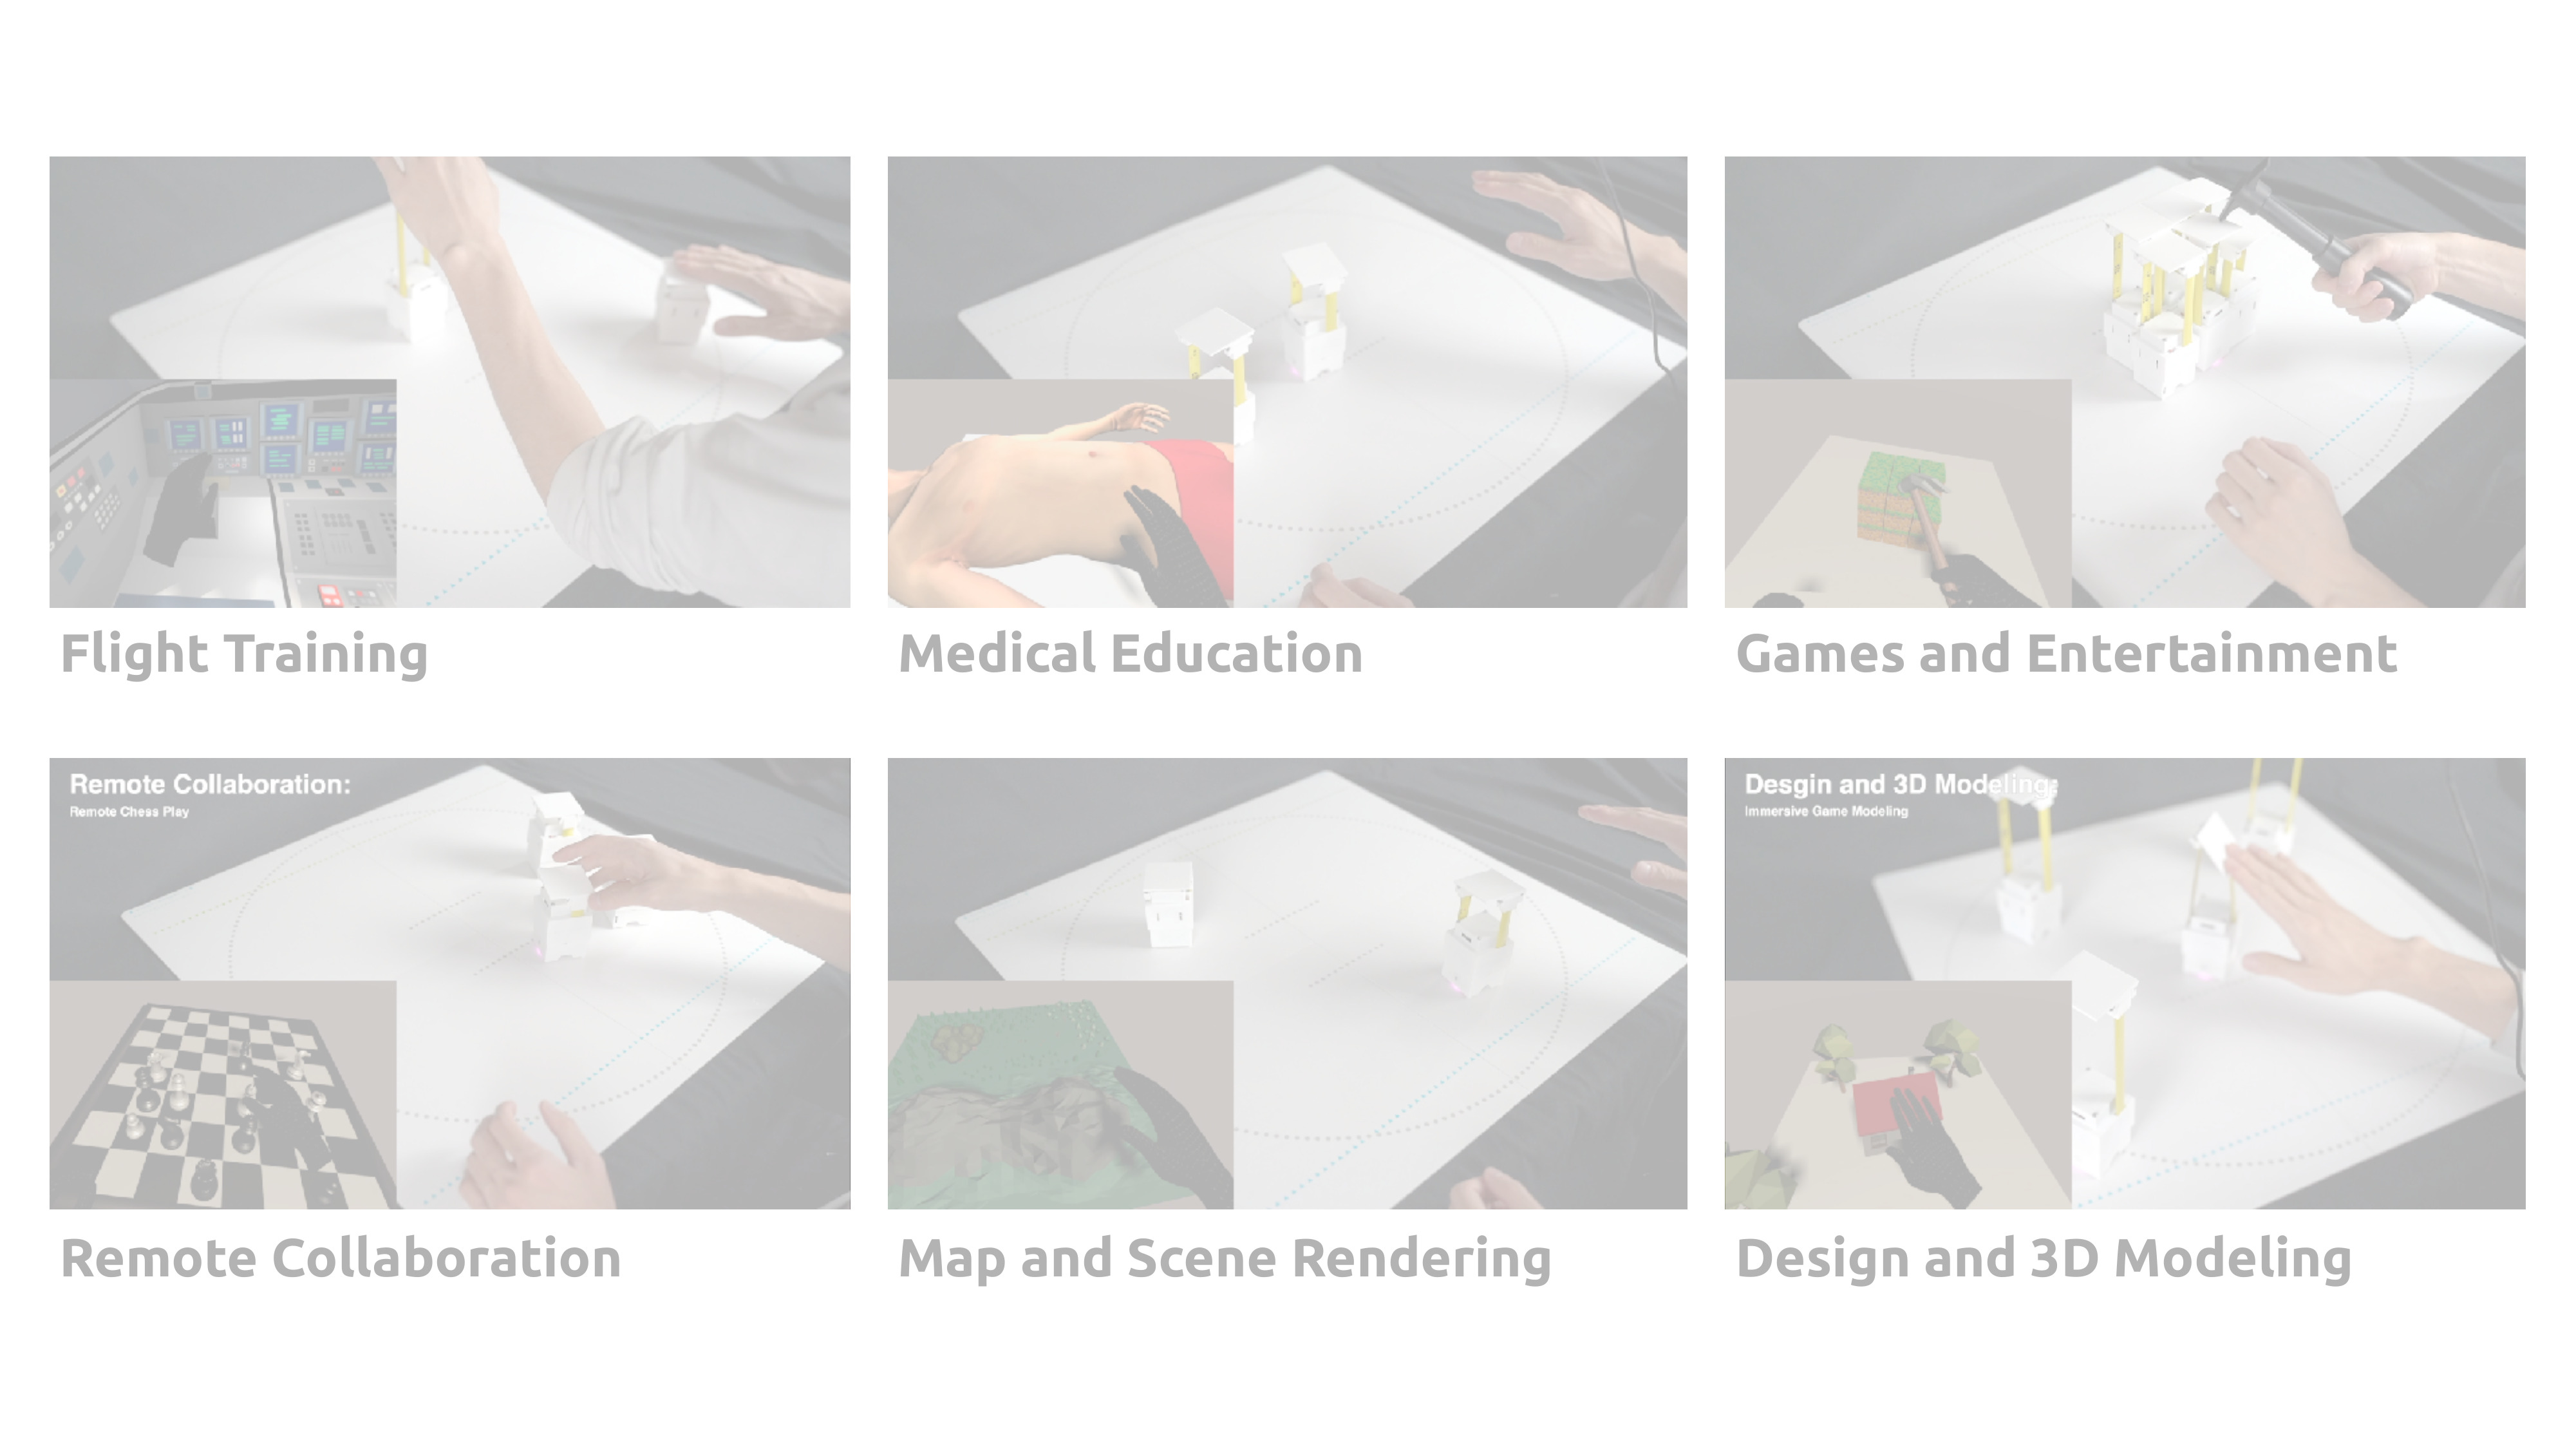 Flight Training
Medical Education
Games and Entertainment
Remote Collaboration:
Remote Chess Play
Desgin and 3D Modeling:
Immersive Game Modeling
Remote Collaboration
Map and Scene Rendering
Design and 3D Modeling